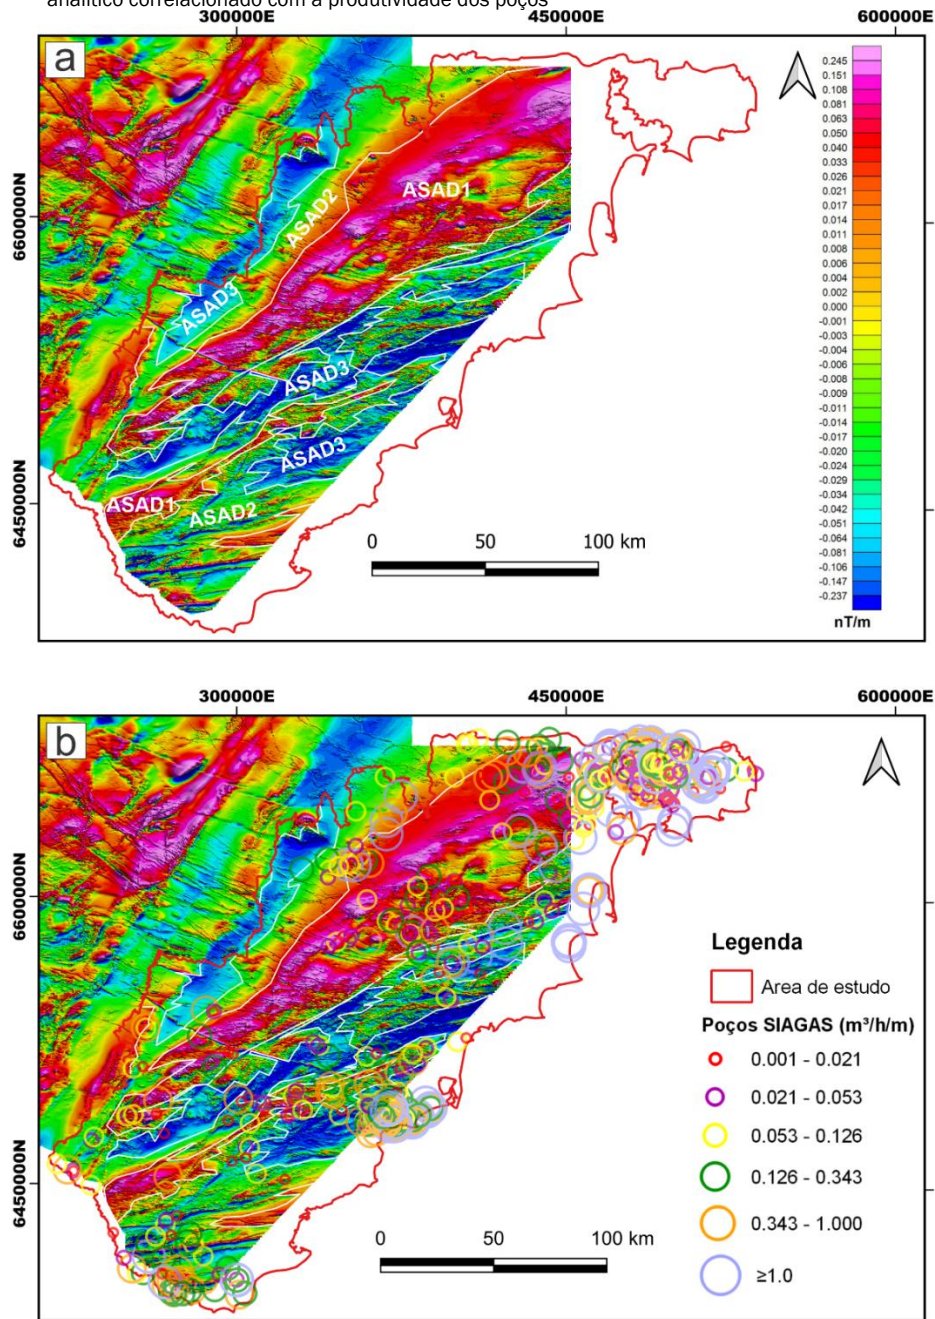 analítico correlacionado com a produtividade dos poços
300000E 450000E 600000E
a
0.245
0.151
0.108
0.081
0.063
0.050
0.040
0.033
0.026
0.021
0.017
0.014
0.011
0.008
0.006
0.004
0.002
0.000
-0.001
-0.003
-0.004
-0.006
-0.008
-0.009
-0.011
-0.014
-0.017
-0.020
-0.024
-0.029
-0.034
-0.042
-0.051
-0.064
-0.081
-0.106
-0.147
-0.237
nT/m
6600000N
6450000N
ASAD1
ASAD2
ASAD3
ASAD3
ASAD3
ASAD1
ASAD2
0 50 100 km
300000E 450000E 600000E
b
6600000N
6450000N
Legenda
Area de estudo
Poços SIAGAS (m³/h/m)
0.001 - 0.021
0.021 - 0.053
0.053 - 0.126
0.126 - 0.343
0.343 - 1.000
≥1.0
0 50 100 km